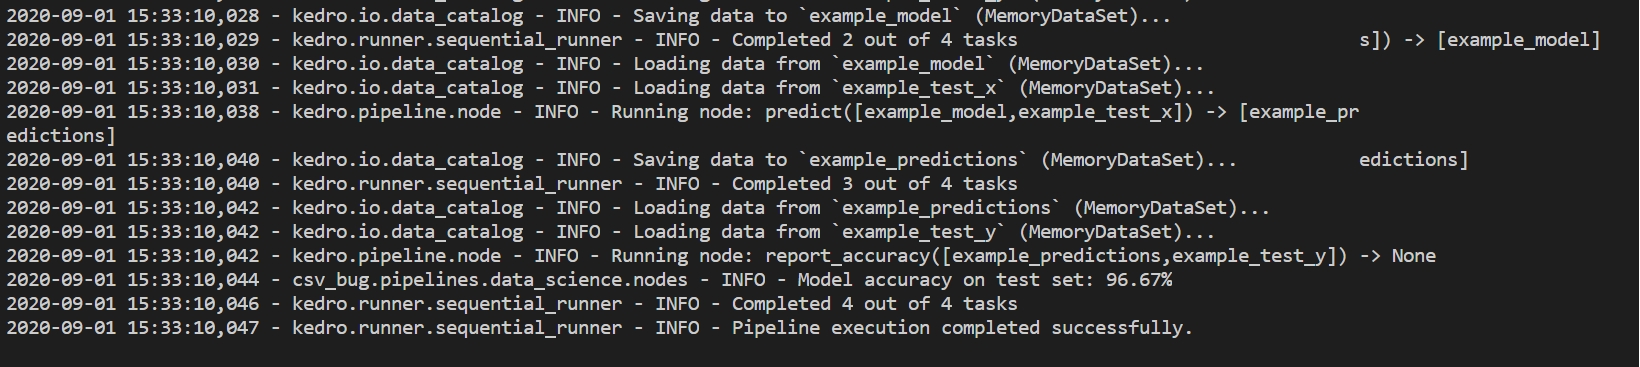 2020-09-01 15:33:10,028 - kedro.io.data_catalog - INFO - Saving data to `example_model` (MemoryDataSet)...
2020-09-01 15:33:10,029 - kedro.runner.sequential_runner - INFO - Completed 2 out of 4 tasks                               s]) -> [example_model]
2020-09-01 15:33:10,030 - kedro.io.data_catalog - INFO - Loading data from `example_model` (MemoryDataSet)...
2020-09-01 15:33:10,031 - kedro.io.data_catalog - INFO - Loading data from `example_test_x` (MemoryDataSet)...
2020-09-01 15:33:10,038 - kedro.pipeline.node - INFO - Running node: predict([example_model,example_test_x]) -> [example_pr
edictions]
2020-09-01 15:33:10,040 - kedro.io.data_catalog - INFO - Saving data to `example_predictions` (MemoryDataSet)...           edictions]
2020-09-01 15:33:10,040 - kedro.runner.sequential_runner - INFO - Completed 3 out of 4 tasks
2020-09-01 15:33:10,042 - kedro.io.data_catalog - INFO - Loading data from `example_predictions` (MemoryDataSet)...
2020-09-01 15:33:10,042 - kedro.io.data_catalog - INFO - Loading data from `example_test_y` (MemoryDataSet)...
2020-09-01 15:33:10,042 - kedro.pipeline.node - INFO - Running node: report_accuracy([example_predictions,example_test_y]) -> None
2020-09-01 15:33:10,044 - csv_bug.pipelines.data_science.nodes - INFO - Model accuracy on test set: 96.67%
2020-09-01 15:33:10,046 - kedro.runner.sequential_runner - INFO - Completed 4 out of 4 tasks
2020-09-01 15:33:10,047 - kedro.runner.sequential_runner - INFO - Pipeline execution completed successfully.